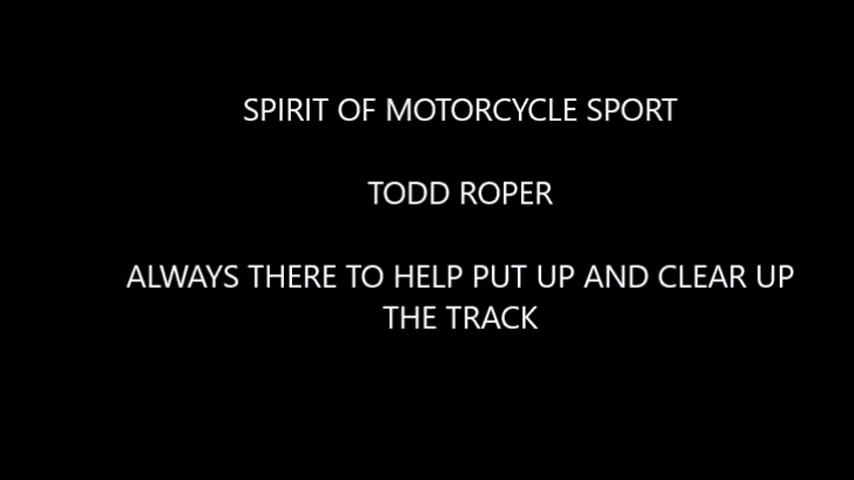 SPIRIT OF MOTORCYCLE SPORT
TODD ROPER
ALWAYS THERE TO HELP PUT UP AND CLEAR UP
THE TRACK